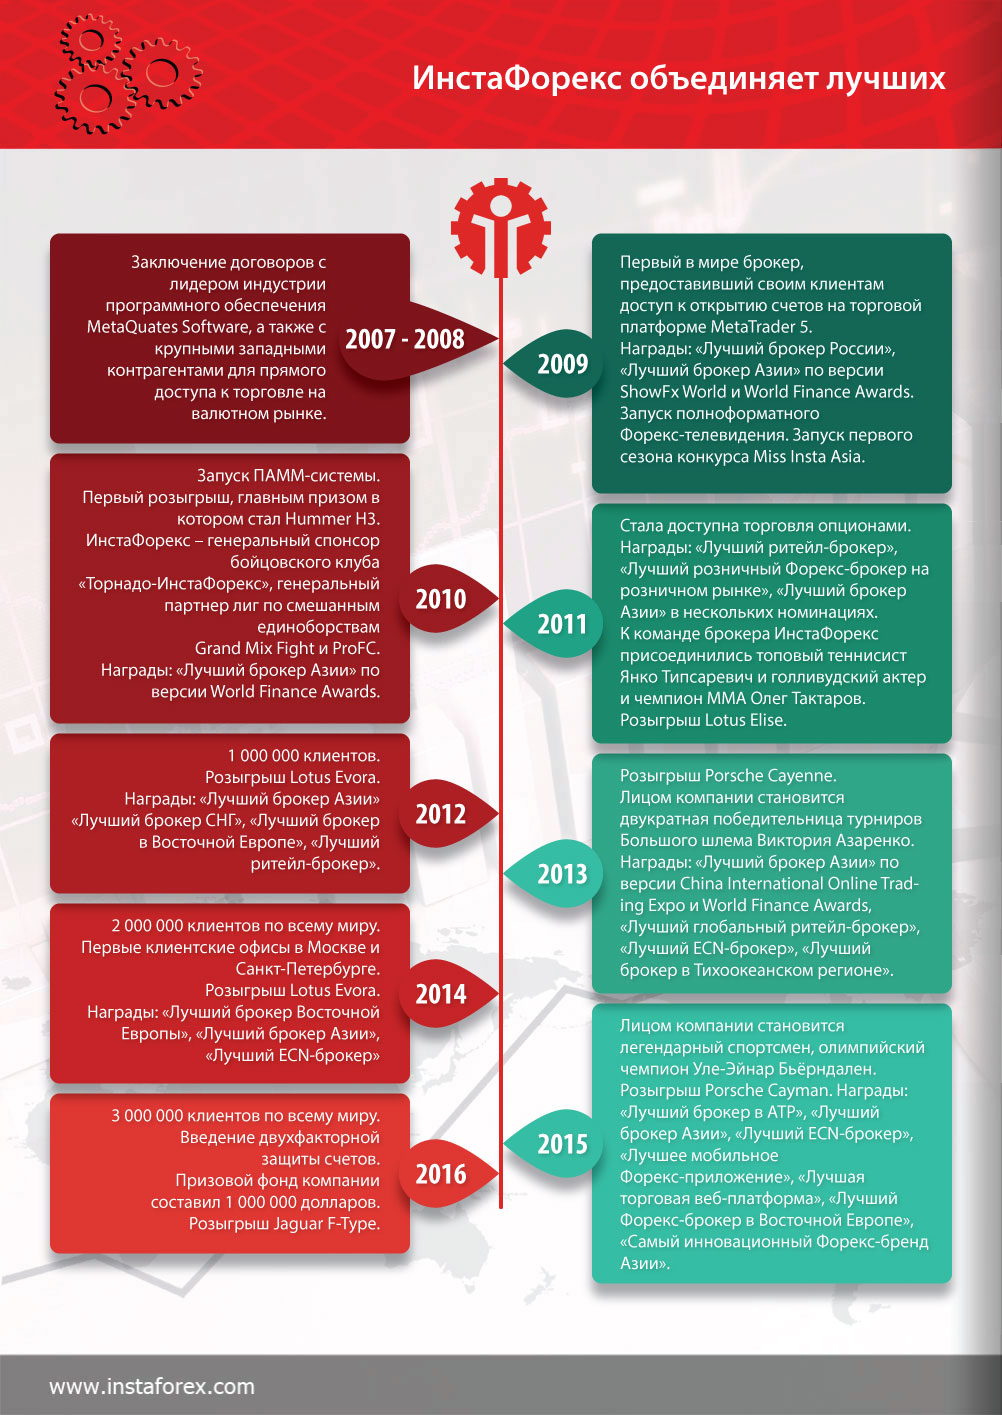 ИнстаФорекс объединяет лучших
Заключение договоров с
лидером индустрии
программного обеспечения
MetaQuates Software, а также с
крупными западными
контрагентами для прямого
доступа к торговле на
валютном рынке.
2007 - 2008
Первый в мире брокер,
предоставивший своим клиентам
доступ к открытию счетов на торговой
платформе MetaTrader 5.
Награды: «Лучший брокер России»,
«Лучший брокер Азии» по версии
ShowFx World и World Finance Awards.
Запуск полноформатного
Форекс-телевидения. Запуск первого
сезона конкурса Miss Insta Asia.
2009
Запуск ПАММ-системы.
Первый розыгрыш, главным призом в
котором стал Hummer H3.
ИнстаФорекс – генеральный спонсор
бойцовского клуба
«Торнадо-ИнстаФорекс», генеральный
партнер лиг по смешанным
единоборствам
Grand Mix Fight и ProFC.
Награды: «Лучший брокер Азии» по
версии World Finance Awards.
2010
Стала доступна торговля опционами.
Награды: «Лучший ритейл-брокер»,
«Лучший розничный Форекс-брокер на
розничном рынке», «Лучший брокер
Азии» в нескольких номинациях.
К команде брокера ИнстаФорекс
присоединились топовый теннисист
Янко Типсаревич и голливудский актер
и чемпион ММА Олег Тактаров.
Розыгрыш Lotus Elise.
2011
1 000 000 клиентов.
Розыгрыш Lotus Evora.
Награды: «Лучший брокер Азии»
«Лучший брокер СНГ», «Лучший брокер
в Восточной Европе», «Лучший
ритейл-брокер».
2012
Розыгрыш Porsche Cayenne.
Лицом компании становится
двукратная победительница турниров
Большого шлема Виктория Азаренко.
Награды: «Лучший брокер Азии» по
версии China International Online Trad-
ing Expo и World Finance Awards,
«Лучший глобальный ритейл-брокер»,
«Лучший ECN-брокер», «Лучший
брокер в Тихоокеанском регионе».
2013
2 000 000 клиентов по всему миру.
Первые клиентские офисы в Москве и
Санкт-Петербурге.
Розыгрыш Lotus Evora.
Награды: «Лучший брокер Восточной
Европы», «Лучший брокер Азии»,
«Лучший ECN-брокер»
2014
Лицом компании становится
легендарный спортсмен, олимпийский
чемпион Уле-Эйнар Бьёрндален.
Розыгрыш Porsche Cayman. Награды:
«Лучший брокер в АТР», «Лучший
брокер Азии», «Лучший ECN-брокер»,
«Лучшее мобильное
Форекс-приложение», «Лучшая
торговая веб-платформа», «Лучший
Форекс-брокер в Восточной Европе»,
«Самый инновационный Форекс-бренд
Азии».
2015
3 000 000 клиентов по всему миру.
Введение двухфакторной
защиты счетов.
Призовой фонд компании
составил 1 000 000 долларов.
Розыгрыш Jaguar F-Type.
2016
www.instaforex.com